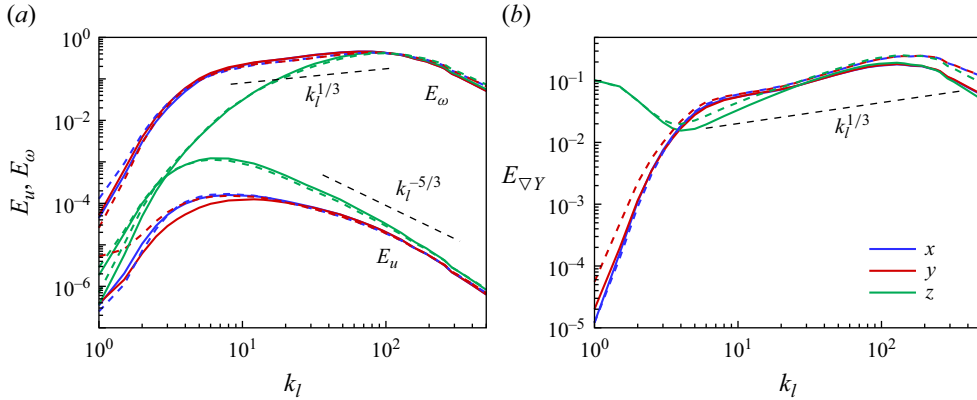 (a)
(b)
10^0
10^-2
10^-4
10^-6
E_u, E_ω
k_l^1/3
E_ω
k_l^-5/3
E_u
10^0
10^1
10^2
k_l
10^-1
10^-2
10^-3
10^-4
10^-5
E_∇Y
k_l^1/3
x
y
z
10^0
10^1
10^2
k_l